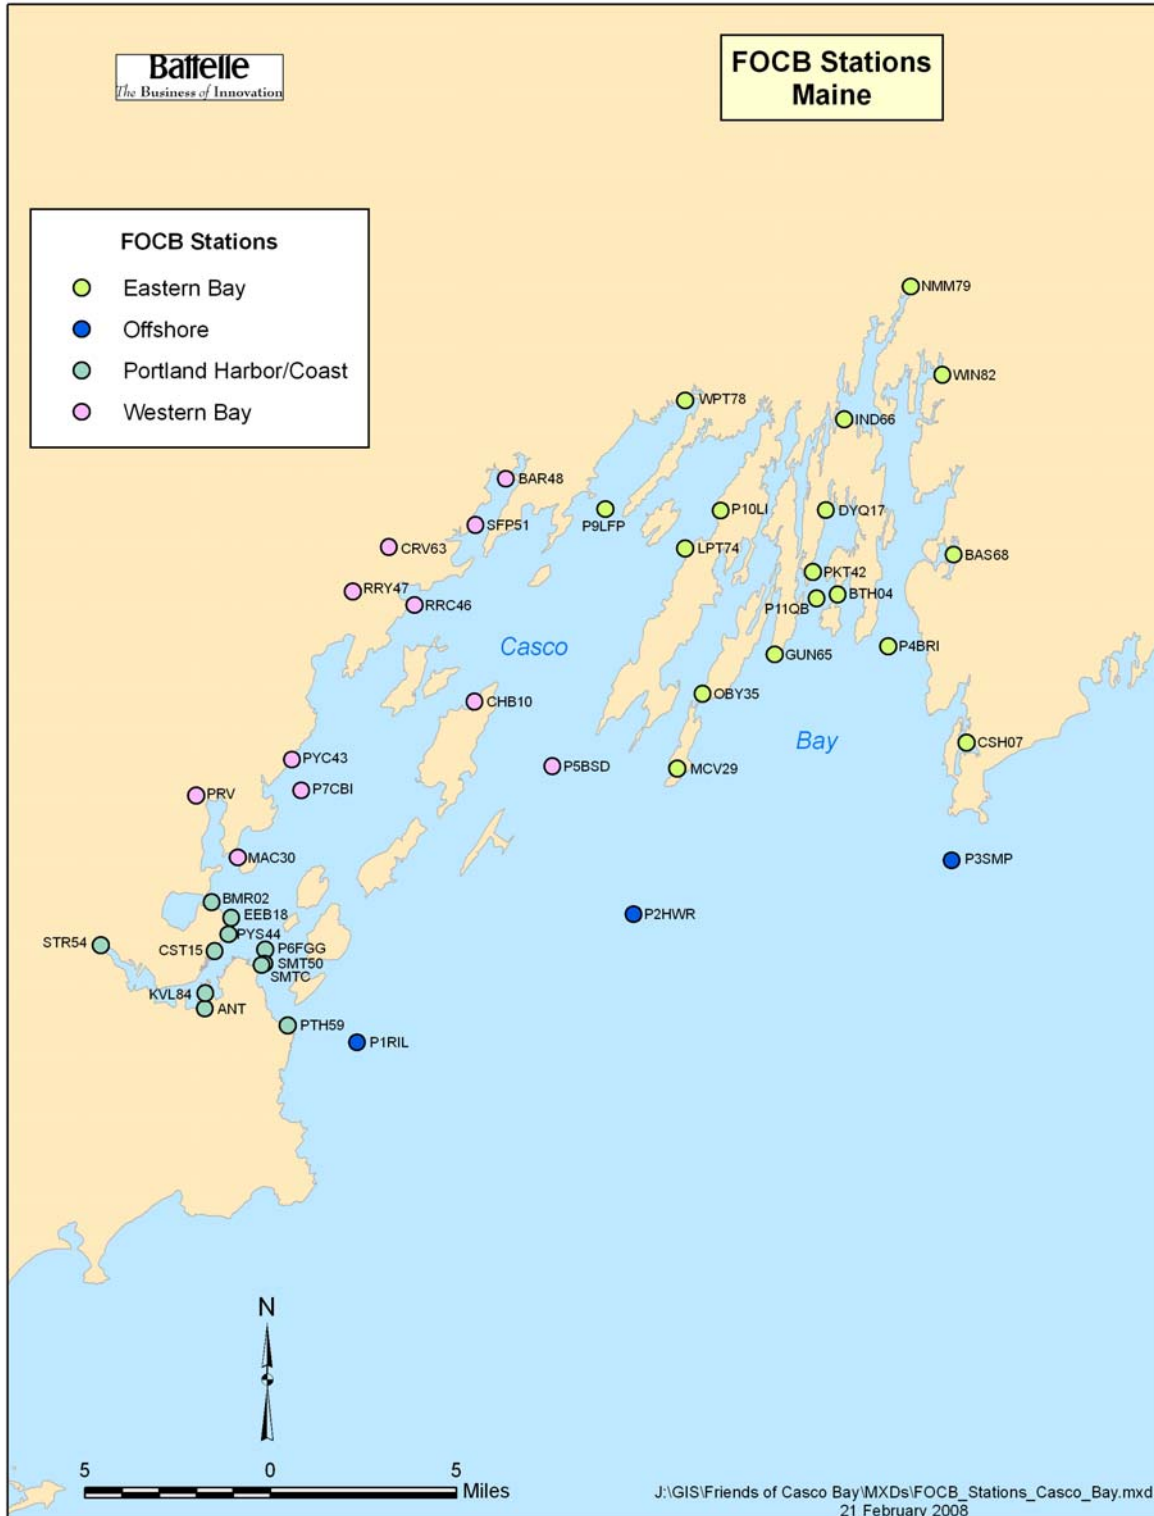 Battelle
The Business of Innovation
FOCB Stations
Maine
FOCB Stations
Eastern Bay
Offshore
Portland Harbor/Coast
Western Bay
NMM79
WIN82
WPT78
IND66
BAR48
P9LFP
P10LI
DYQ17
SFP51
CRV63
LPT74
BAS68
PKT42
RRY47
RRC46
BTH04
P11QB
Casco
P4BRI
GUN65
OBY35
CHB10
Bay
CSH07
PYC43
P5BSD
MCV29
P7CBI
PRV
MAC30
P3SMP
BMR02
P2HWR
EEB18
PYS44
STR54
CST15
P6FGG
SMT50
SMTC
KVL84
ANT
PTH59
P1RIL
N
5 0 5
Miles
J:\GIS\Friends of Casco Bay\MXDs\FOCB_Stations_Casco_Bay.mxd
21 February 2008